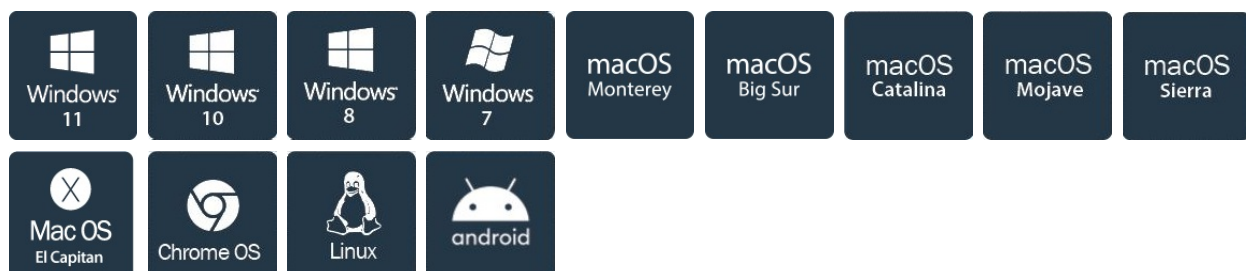 Windows
11
Windows
10
Windows
8
Windows
7
macOS
Monterey
macOS
Big Sur
macOS
Catalina
macOS
Mojave
macOS
Sierra
X
Mac OS
El Capitan
Chrome OS
Linux
android